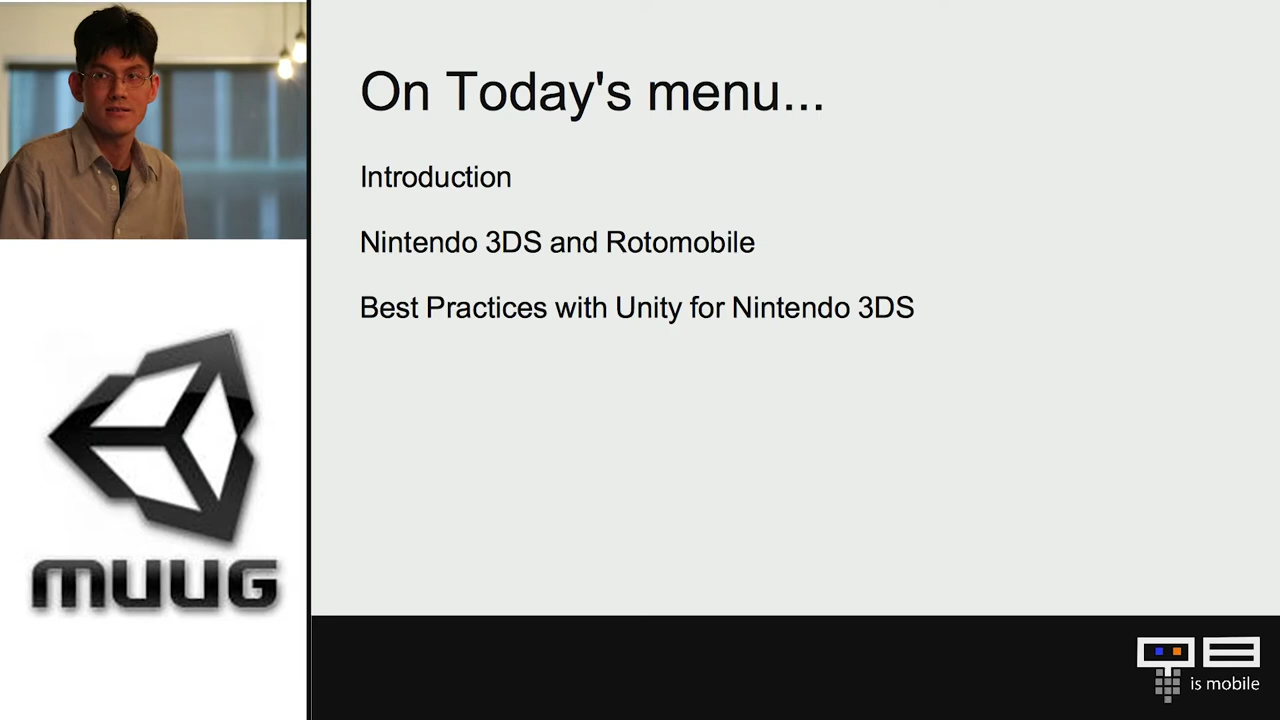 On Today's menu...
Introduction
Nintendo 3DS and Rotomobile
Best Practices with Unity for Nintendo 3DS
MUUG
is mobile